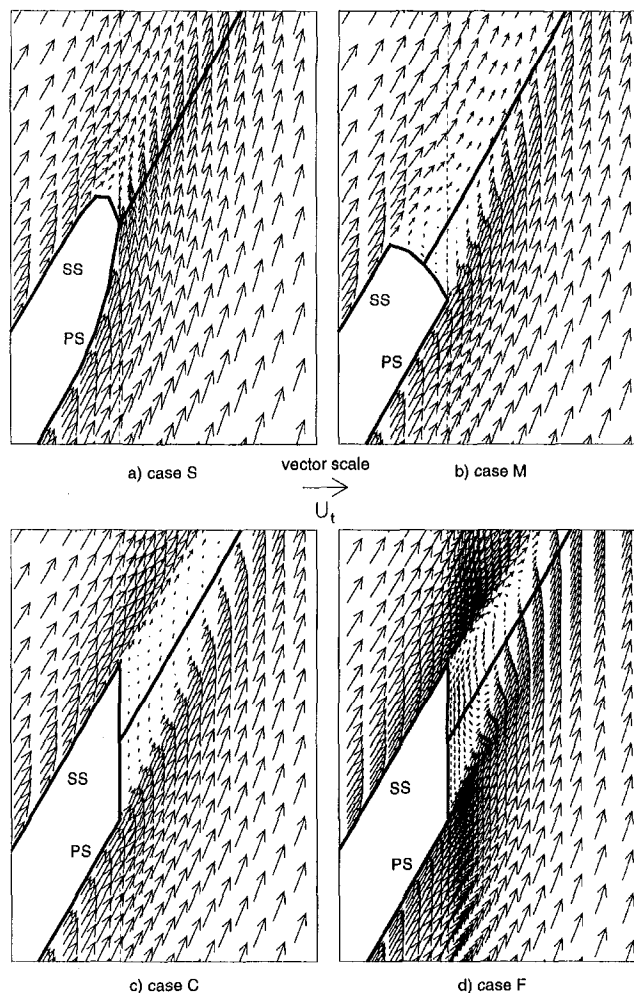 SS
PS
SS
PS
a) case S
vector scale
b) case M
U_t
SS
PS
SS
PS
c) case C
d) case F